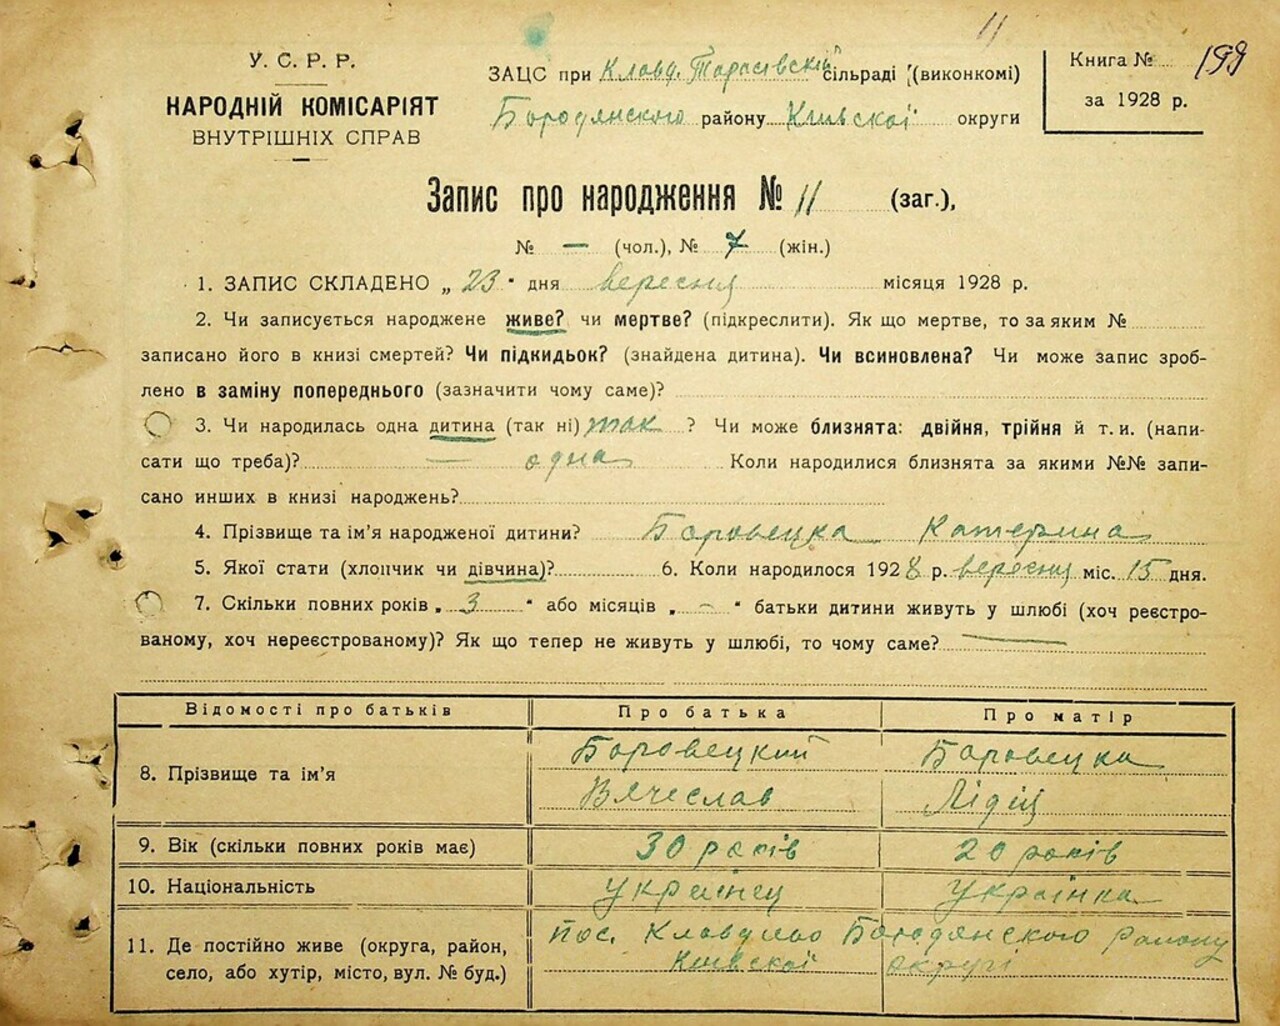 11
У. С. Р. Р.
НАРОДНІЙ КОМІСАРІЯТ
ВНУТРІШНІХ СПРАВ
ЗАЦС при Клавд. Тарасівській сільраді (виконкомі)
Бородянского району Київскої округи
Книга № 199
за 1928 р.
Запис про народження № 11 (заг.),
№ — (чол.), № 7 (жін.)
1. ЗАПИС СКЛАДЕНО „ 23 " дня вересня місяця 1928 р.
2. Чи записується народжене живе? чи мертве? (підкреслити). Як що мертве, то за яким №
записано його в книзі смертей? Чи підкидьок? (знайдена дитина). Чи всиновлена? Чи може запис зроб-
лено в заміну попереднього (зазначити чому саме)?
3. Чи народилась одна дитина (так ні) так ? Чи може близнята: двійня, трійня й т. и. (напи-
сати що треба)? — одна Коли народилися близнята за якими №№ запи-
сано инших в книзі народжень?
4. Прізвище та ім'я народженої дитини? Боровецка Катерина
5. Якої стати (хлопчик чи дівчина)? 6. Коли народилося 1928 р. вересня міс. 15 дня.
7. Скільки повних років „ 3 " або місяців „ – " батьки дитини живуть у шлюбі (хоч реєстро-
ваному, хоч нереєстрованому)? Як що тепер не живуть у шлюбі, то чому саме? —
Відомості про батьків Про батька Про матір
8. Прізвище та ім'я Боровецкий Боровецка
Вячеслав Лідія
9. Вік (скільки повних років має) 30 років 20 років
10. Національність Українец Українка
11. Де постійно живе (округа, район, пос. Клавдиево Бородянского району
село, або хутір, місто, вул. № буд.) Київскої округи